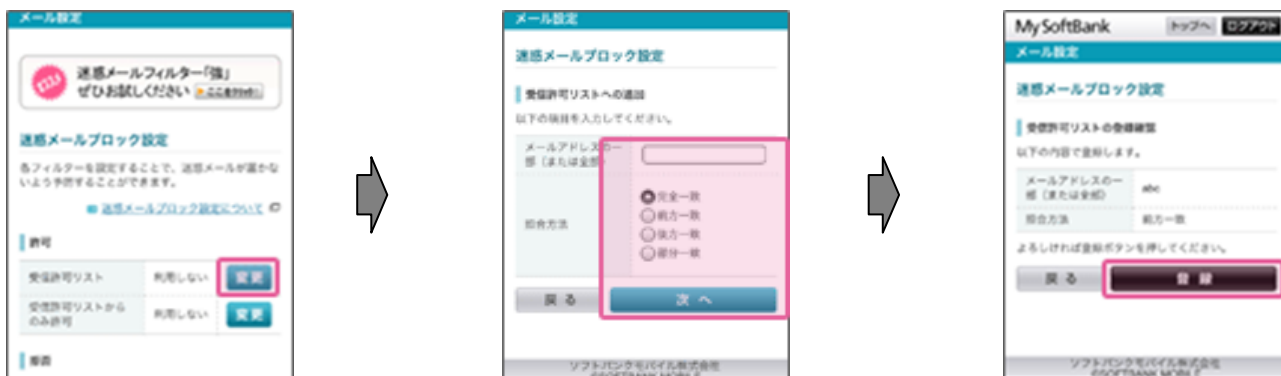 メール設定
迷惑メールフィルター「強」
ぜひお試しください ここをクリック!
迷惑メールブロック設定
各フィルターを設定することで、迷惑メールが届かな
いよう予防することができます。
迷惑メールブロック設定について
許可
受信許可リスト 利用しない 変更
受信許可リストから
のみ許可 利用しない 変更
拒否
メール設定
迷惑メールブロック設定
受信許可リストへの追加
以下の項目を入力してください。
メールアドレスの一
部（または全部）
照合方法
完全一致
前方一致
後方一致
部分一致
戻る 次へ
ソフトバンクモバイル株式会社
©SOFTBANK MOBILE
My SoftBank トップへ ログアウト
メール設定
迷惑メールブロック設定
受信許可リストの登録確認
以下の内容で登録します。
メールアドレスの一
部（または全部） abc
照合方法 前方一致
よろしければ登録ボタンを押してください。
戻る 登録
ソフトバンクモバイル株式会社
©SOFTBANK MOBILE